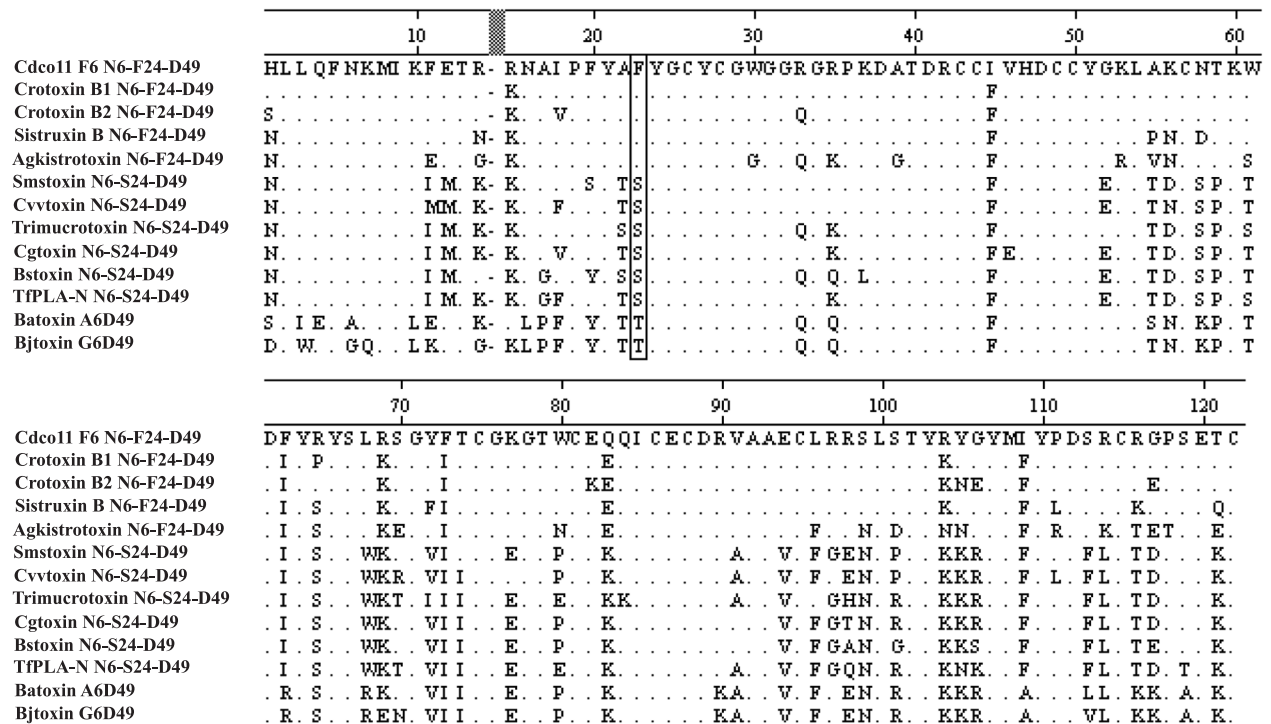 10 20 30 40 50 60
Cdco11 F6 N6-F24-D49 HLLQFNKMIKFETR-RNAIPFYAFYGCYCGWGGRGRPKDATDRCCIVHDCCYGKLAKCNTKW
Crotoxin B1 N6-F24-D49 ..............-K.............................F................
Crotoxin B2 N6-F24-D49 S.............-K..V..............Q...........F................
Sistruxin B N6-F24-D49 N............N-K.............................F.........PN.D...
Agkistrotoxin N6-F24-D49 N.........E..G-K..............G..Q.K...G.....F.......R.VN....S
Smstoxin N6-S24-D49 N.........IM.K-K...S..TS.....................F......E..TD.SP.T
Cvvtoxin N6-S24-D49 N.........MM.K-K..F...TS.....................F......E..TN.SP.T
Trimucrotoxin N6-S24-D49 N.........IM.K-K......SS.........Q.K.........F......E..TD.SP.T
Cgtoxin N6-S24-D49 N.........IM.K-K..V...TS...........K.........FE.....E..TD.SP.T
Bstoxin N6-S24-D49 N.........IM..-K.G..Y.SS.........Q.Q.L.......F......E..TD.SP.T
TfPLA-N N6-S24-D49 N.........IM.K-K.GF...TS...........K.........F......E..TD.SP.S
Batoxin A6D49 S.IE.A...LE..K-.LPF.Y.TT.........Q.Q.........F.........SN.KP.T
Bjtoxin G6D49 D.W..GQ..LK..G-KLPF.Y.TT.........Q.Q.........F.........TN.KP.T
70 80 90 100 110 120
Cdco11 F6 N6-F24-D49 DFYRYSLRSGYFTCGKGTWCEQQICECDRVAAECLRRSLSTYRYGYMIYPDSRCRGPSETC
Crotoxin B1 N6-F24-D49 .I.P...K...I.........E....................K....F.............
Crotoxin B2 N6-F24-D49 .I.....K...I........KE....................KNE..F.......E.....
Sistruxin B N6-F24-D49 .I.S...K..FI.........E....................K....F.L....K....Q.
Agkistrotoxin N6-F24-D49 .I.S...KE.........N..E............F..N.D..NN...F.R..K.TET..E.
Smstoxin N6-S24-D49 .I.S..WK..VI...E..P..K.......A..V.FGEN.P..KKR..F...FL.TD...K.
Cvvtoxin N6-S24-D49 .I.S..WKR.VII.....P..K.......A..V.F.EN.P..KKR..F.L.FL.TD...K.
Trimucrotoxin N6-S24-D49 .I.S..WKT.III..E..E..KK......A..V..GHN.R..KKR..F...FL.TD...K.
Cgtoxin N6-S24-D49 .I.S..WK..VII..E..P..K..........V.FGTN.R..KKR..F...FL.TD...K.
Bstoxin N6-S24-D49 .I.S..WK..VII..E..P..K..........V.FGAN.G..KKS..F...FL.TE...K.
TfPLA-N N6-S24-D49 .I.S..WKT.VII..E..E..K.......A..V.FGQN.R..KNK..F...FL.TD.T.K.
Batoxin A6D49 .R.S..RK..VII..E..P..K......KA..V.F.EN.R..KKR..A...LL.KK.A.K.
Bjtoxin G6D49 .R.S..REN.VII..E..P..K......KA..V.F.EN.R..KKR..A...VL.KK.A.K.